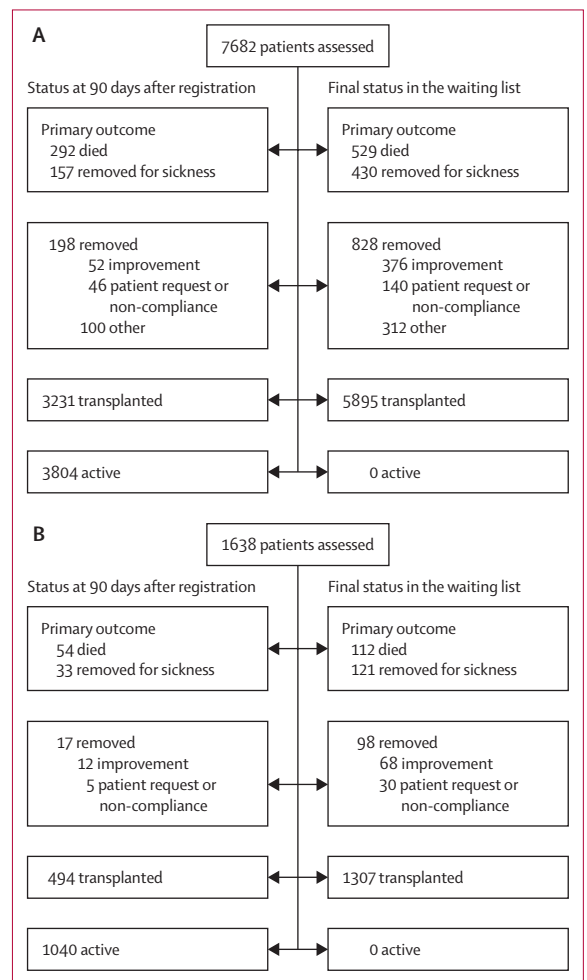 A
7682 patients assessed
Status at 90 days after registration
Final status in the waiting list
Primary outcome
292 died
157 removed for sickness
Primary outcome
529 died
430 removed for sickness
198 removed
52 improvement
46 patient request or
non-compliance
100 other
828 removed
376 improvement
140 patient request or
non-compliance
312 other
3231 transplanted
5895 transplanted
3804 active
0 active
B
1638 patients assessed
Status at 90 days after registration
Final status in the waiting list
Primary outcome
54 died
33 removed for sickness
Primary outcome
112 died
121 removed for sickness
17 removed
12 improvement
5 patient request or
non-compliance
98 removed
68 improvement
30 patient request or
non-compliance
494 transplanted
1307 transplanted
1040 active
0 active